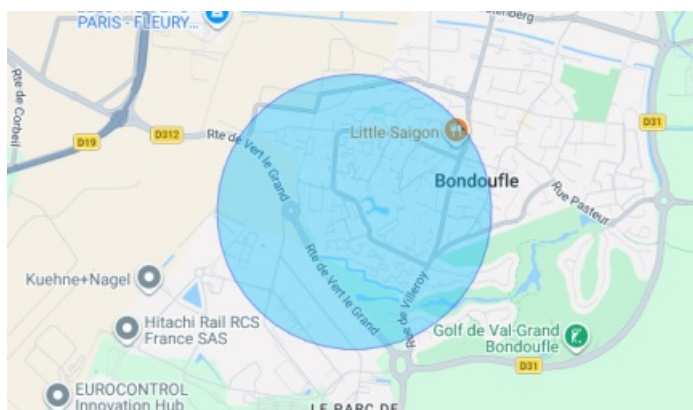 PARIS - FLEURY...
Rte de Corbeil
D19
D312
Rte de Vert le Grand
Little Saigon
D31
Bondoufle
Rue Pasteur
Rte de Vert le Grand
Rue de Villeroy
Kuehne+Nagel
Hitachi Rail RCS
France SAS
Golf de Val-Grand
Bondoufle
D31
EUROCONTROL
Innovation Hub
LE PARC DE